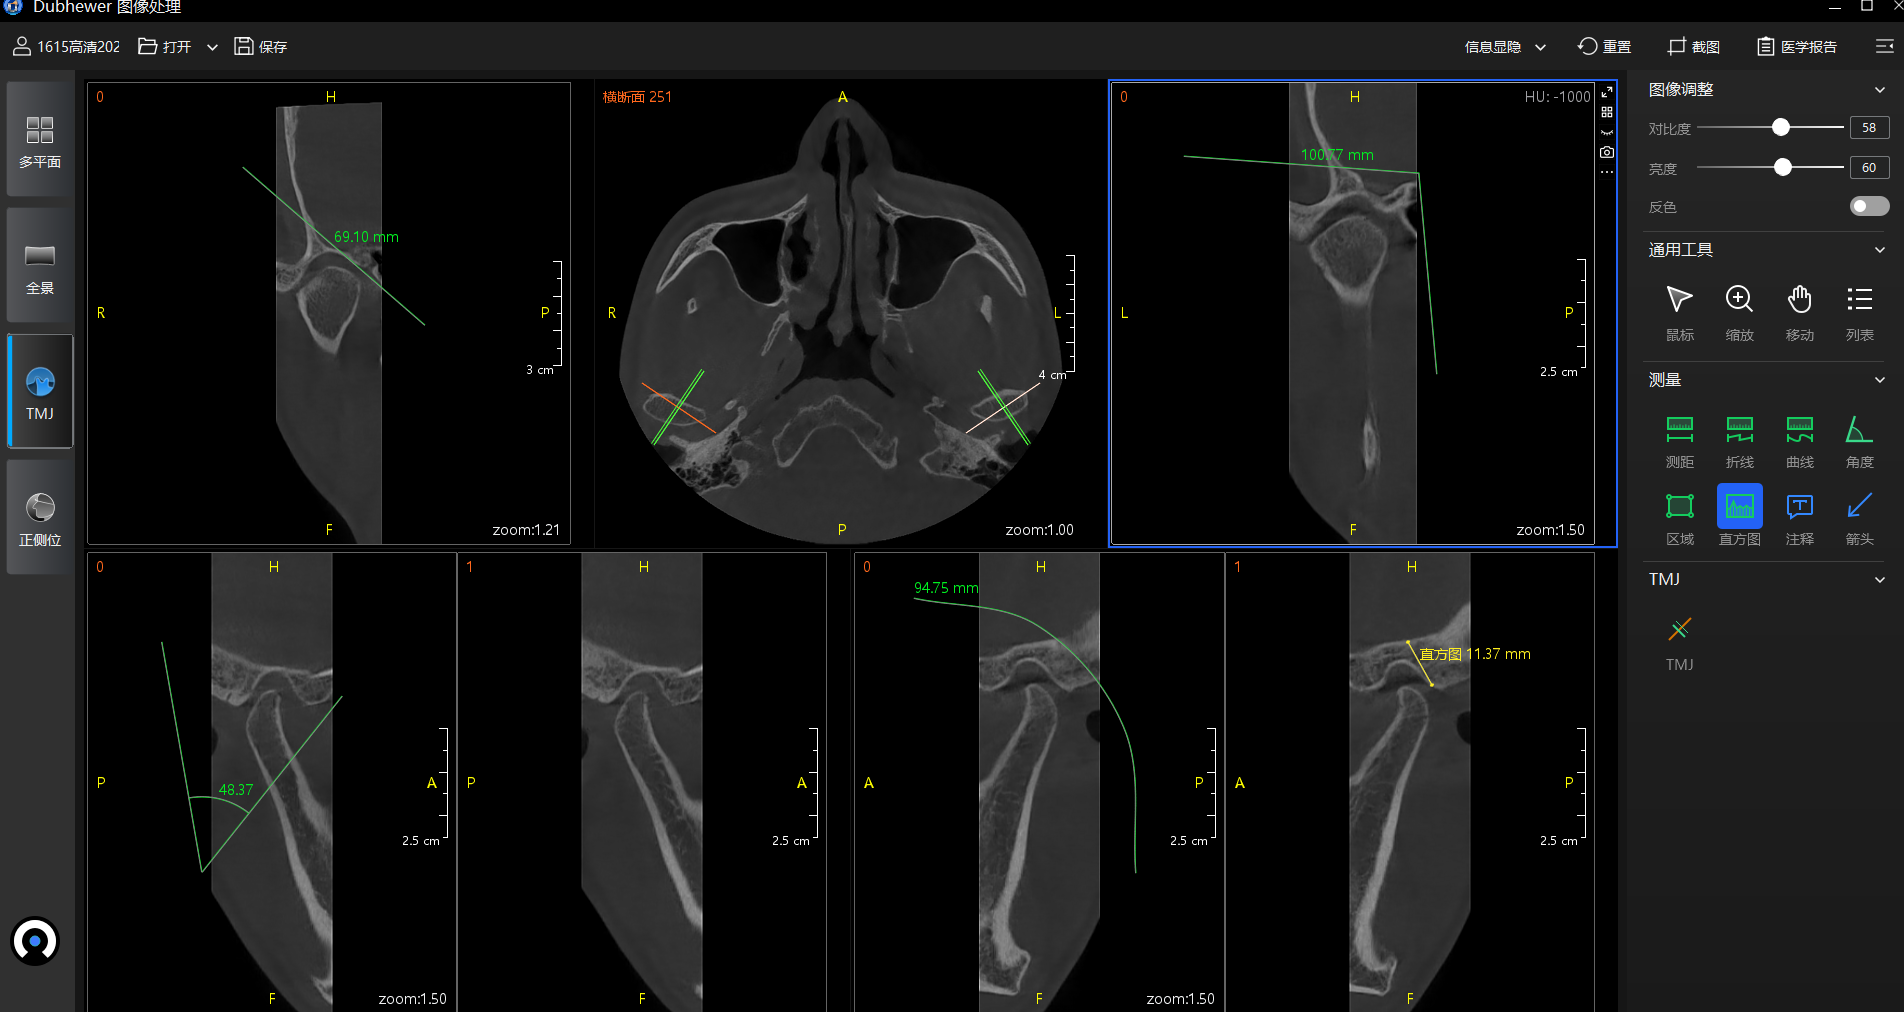 Dubhewer 图像处理
1615高清202
打开
保存
信息显隐
重置
截图
医学报告
多平面
全景
TMJ
正侧位
0
H
69.10 mm
R
P
3 cm
F
zoom:1.21
横断面 251
A
R
L
4 cm
P
zoom:1.00
0
H
HU: -1000
100.77 mm
L
P
2.5 cm
F
zoom:1.50
0
H
48.37
P
A
2.5 cm
F
zoom:1.50
1
H
P
A
2.5 cm
F
0
H
94.75 mm
A
P
2.5 cm
F
zoom:1.50
1
H
直方图 11.37 mm
A
P
2.5 cm
F
图像调整
对比度 58
亮度 60
反色
通用工具
鼠标 缩放 移动 列表
测量
测距 折线 曲线 角度
区域 直方图 注释 箭头
TMJ
TMJ